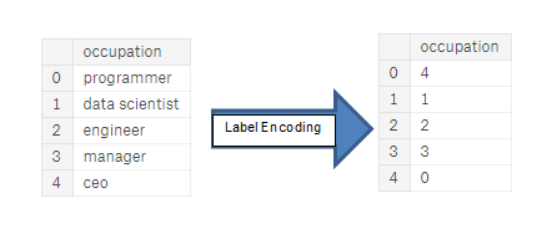 occupation
0 programmer
1 data scientist
2 engineer
3 manager
4 ceo
Label Encoding
occupation
0 4
1 1
2 2
3 3
4 0